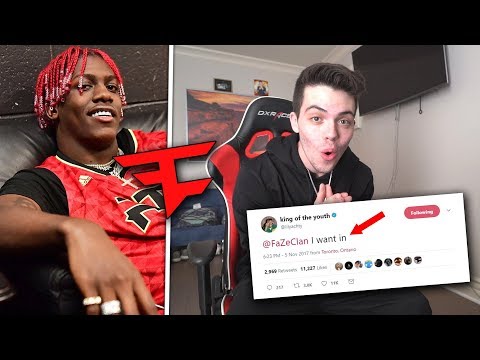 DXRACER
king of the youth
@lilyachty
Following
@FaZeClan I want in
6:23 PM - 5 Nov 2017 from Toronto, Ontario
2,969 Retweets 11,227 Likes